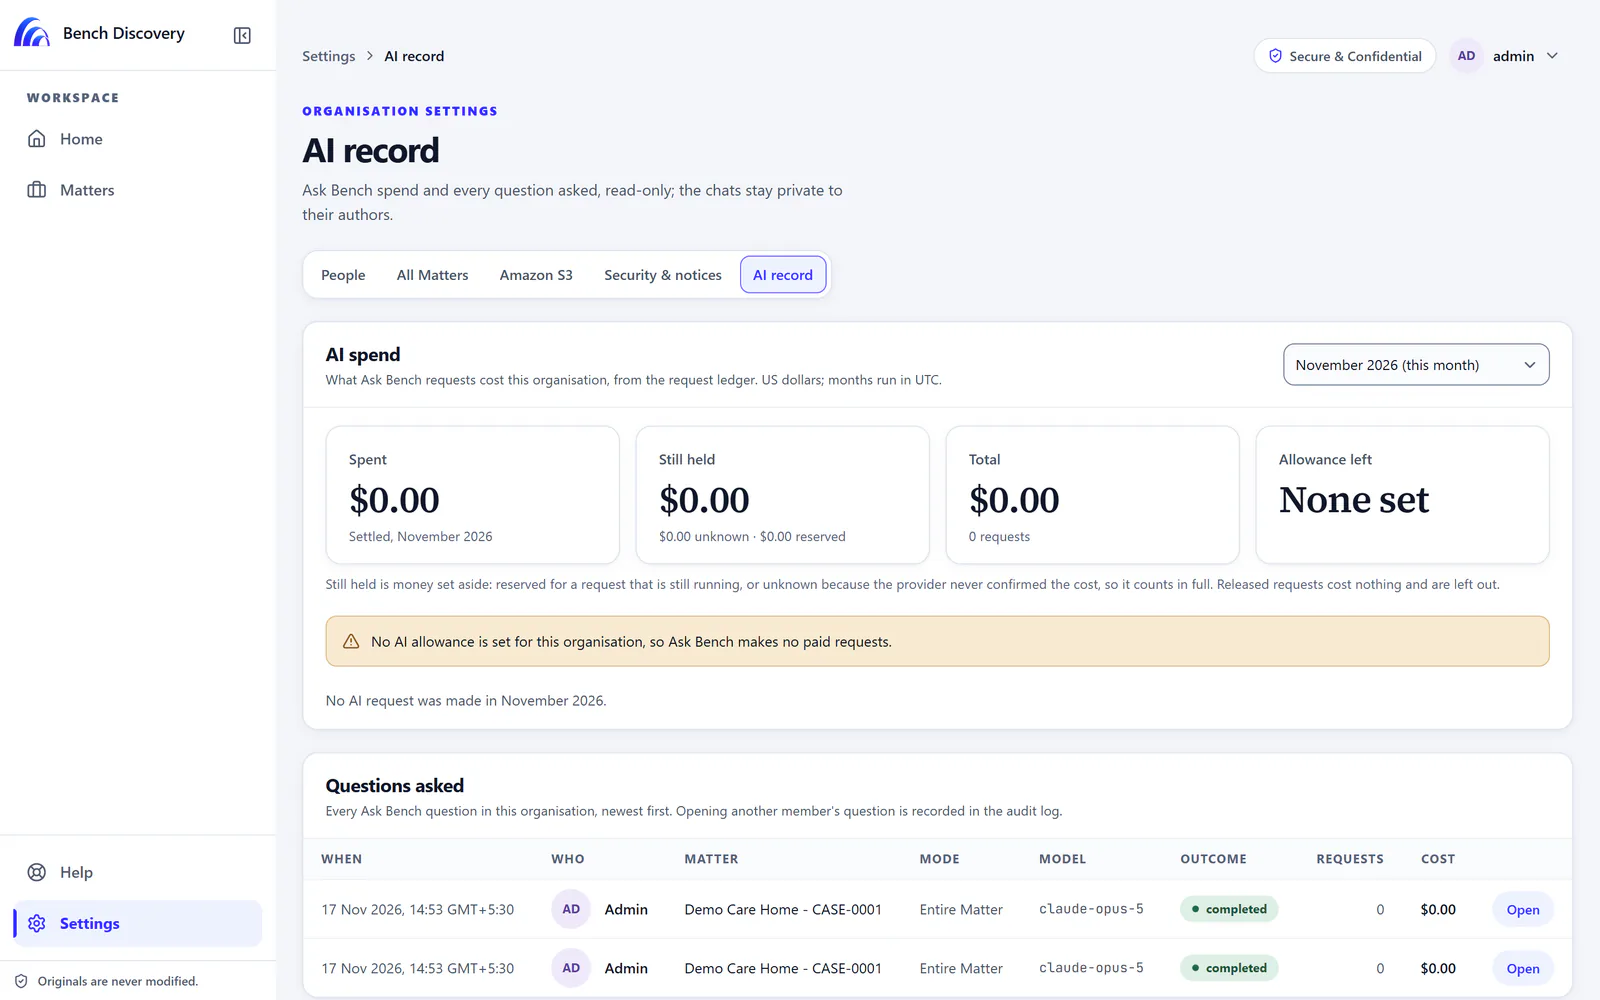 Bench Discovery
WORKSPACE
Home
Matters
Help
Settings
Originals are never modified.
Settings > AI record
Secure & Confidential
AD admin
ORGANISATION SETTINGS
AI record
Ask Bench spend and every question asked, read-only; the chats stay private to
their authors.
People All Matters Amazon S3 Security & notices AI record
AI spend
What Ask Bench requests cost this organisation, from the request ledger. US dollars; months run in UTC.
November 2026 (this month)
Spent
$0.00
Settled, November 2026
Still held
$0.00
$0.00 unknown · $0.00 reserved
Total
$0.00
0 requests
Allowance left
None set
Still held is money set aside: reserved for a request that is still running, or unknown because the provider never confirmed the cost, so it counts in full. Released requests cost nothing and are left out.
No AI allowance is set for this organisation, so Ask Bench makes no paid requests.
No AI request was made in November 2026.
Questions asked
Every Ask Bench question in this organisation, newest first. Opening another member's question is recorded in the audit log.
WHEN WHO MATTER MODE MODEL OUTCOME REQUESTS COST
17 Nov 2026, 14:53 GMT+5:30 AD Admin Demo Care Home - CASE-0001 Entire Matter claude-opus-5 completed 0 $0.00 Open
17 Nov 2026, 14:53 GMT+5:30 AD Admin Demo Care Home - CASE-0001 Entire Matter claude-opus-5 completed 0 $0.00 Open